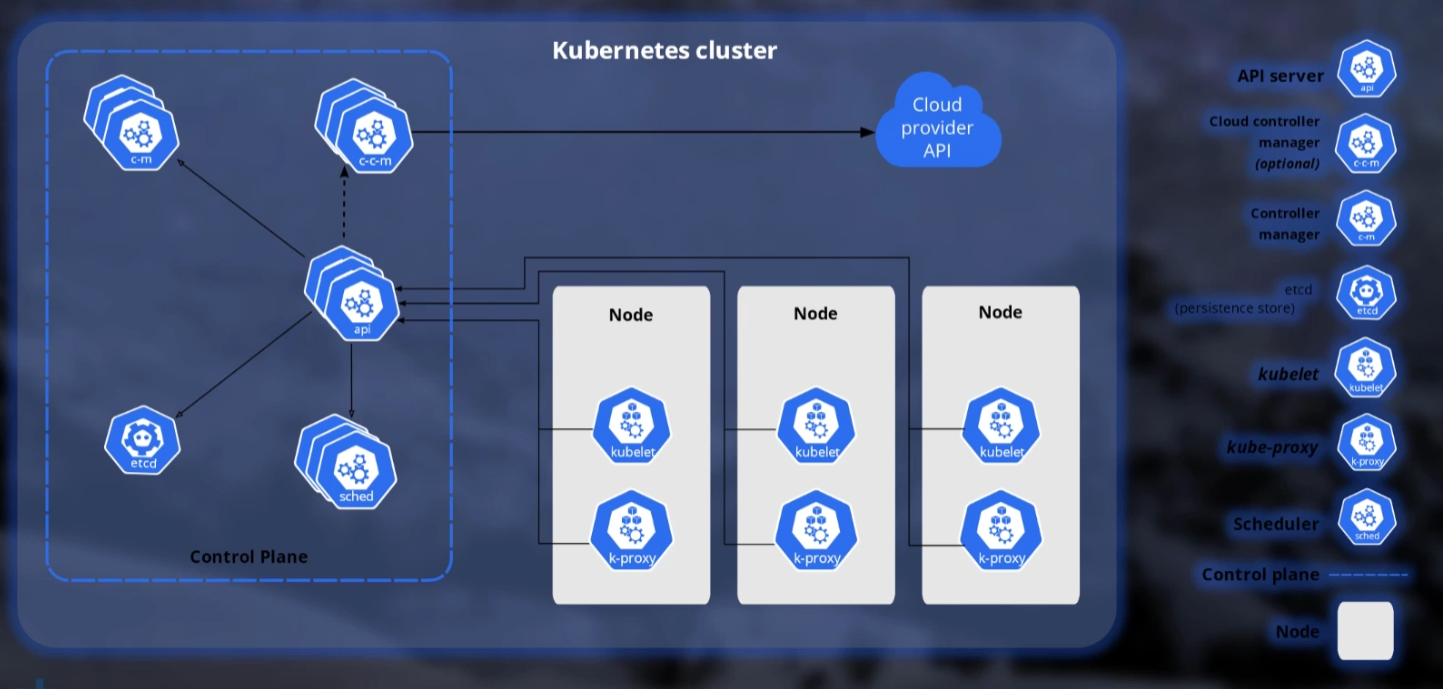 Kubernetes cluster
c-m
c-c-m
Cloud
provider
API
api
etcd
sched
Control Plane
Node
kubelet
k-proxy
Node
kubelet
k-proxy
Node
kubelet
k-proxy
API server
api
Cloud controller
manager
(optional)
c-c-m
Controller
manager
c-m
etcd
(persistence store)
etcd
kubelet
kubelet
kube-proxy
k-proxy
Scheduler
sched
Control plane
Node